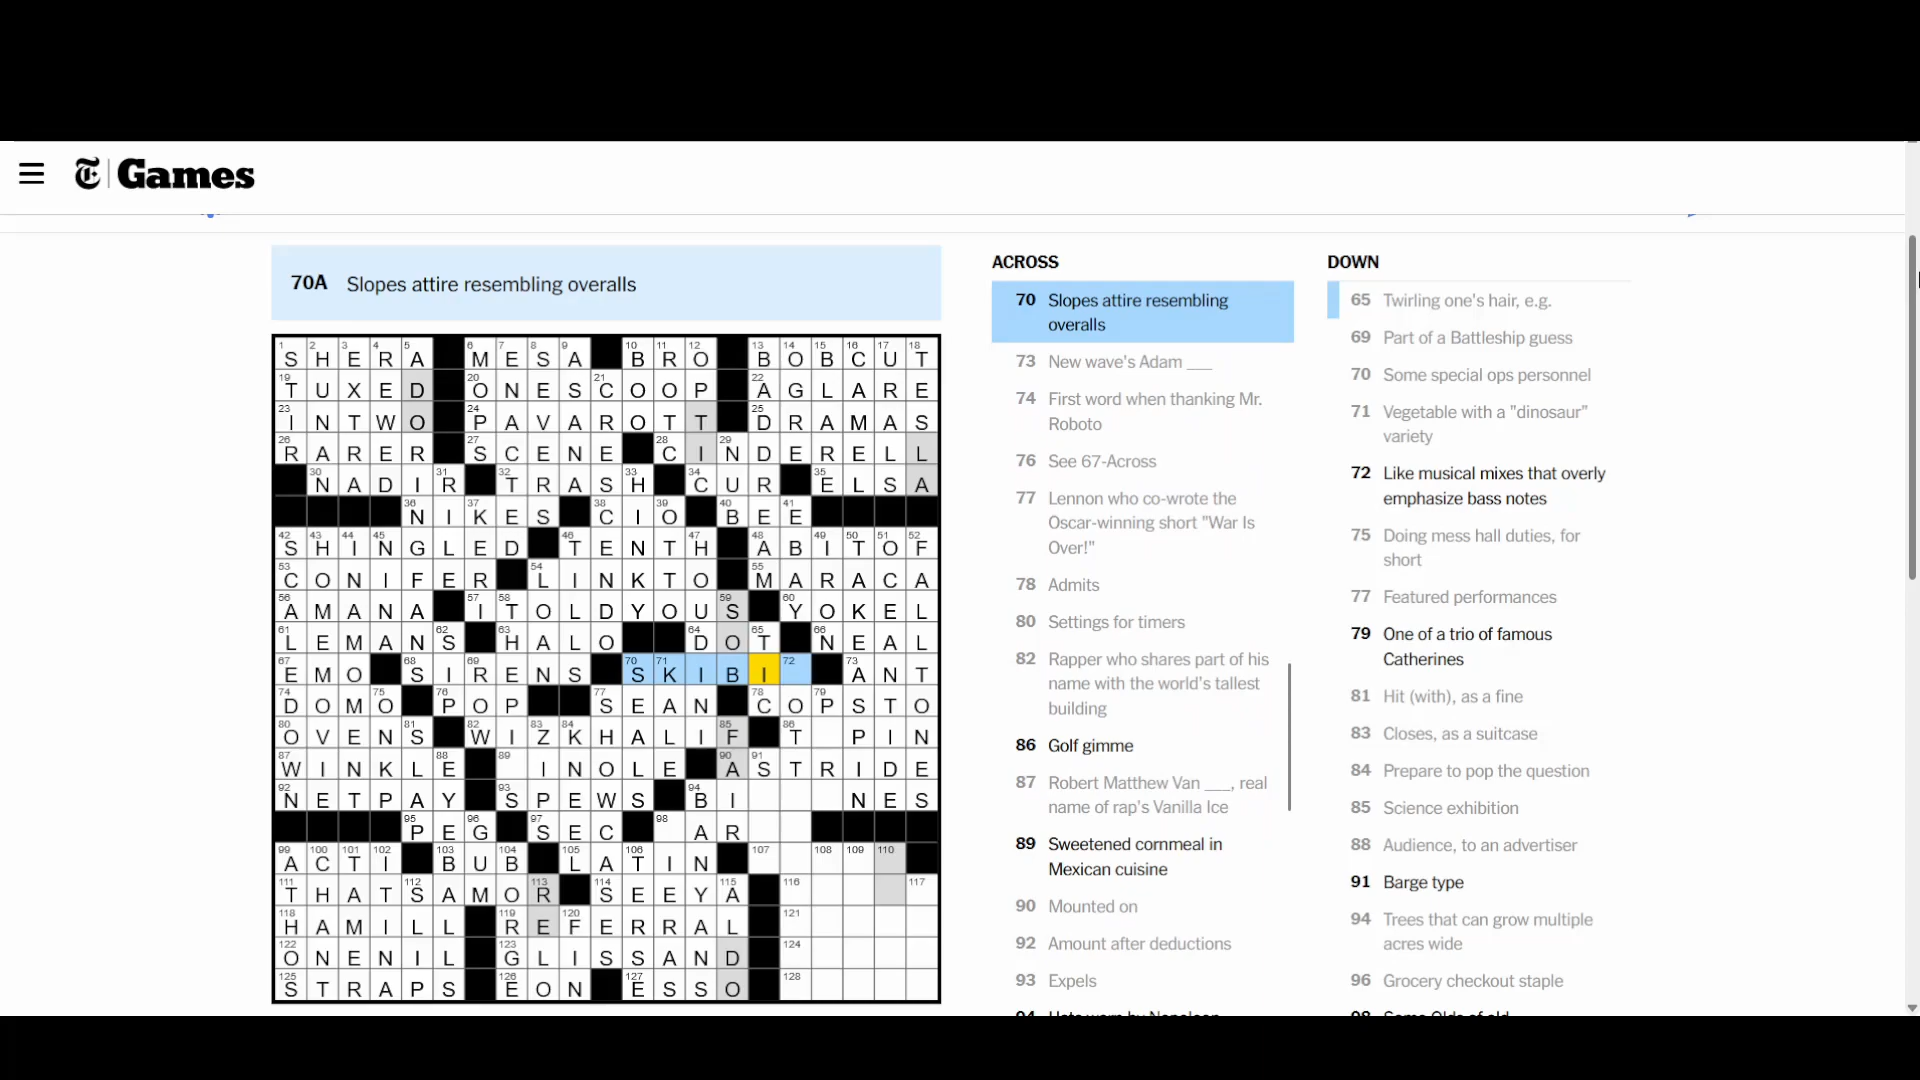 Games
70A Slopes attire resembling overalls
ACROSS
70 Slopes attire resembling
overalls
73 New wave's Adam ___
74 First word when thanking Mr.
Roboto
76 See 67-Across
77 Lennon who co-wrote the
Oscar-winning short "War Is
Over!"
78 Admits
80 Settings for timers
82 Rapper who shares part of his
name with the world's tallest
building
86 Golf gimme
87 Robert Matthew Van ___, real
name of rap's Vanilla Ice
89 Sweetened cornmeal in
Mexican cuisine
90 Mounted on
92 Amount after deductions
93 Expels
DOWN
65 Twirling one's hair, e.g.
69 Part of a Battleship guess
70 Some special ops personnel
71 Vegetable with a "dinosaur"
variety
72 Like musical mixes that overly
emphasize bass notes
75 Doing mess hall duties, for
short
77 Featured performances
79 One of a trio of famous
Catherines
81 Hit (with), as a fine
83 Closes, as a suitcase
84 Prepare to pop the question
85 Science exhibition
88 Audience, to an advertiser
91 Barge type
94 Trees that can grow multiple
acres wide
96 Grocery checkout staple
S H E R A M E S A B R O B O B C U T
T U X E D O N E S C O O P A G L A R E
I N T W O P A V A R O T T I D R A M A S
R A R E R S C E N E C I N D E R E L L A
N A D I R T R A S H C U R E L S A
N I K E S C I O B E E
S H I N G L E D T E N T H A B I T O F
C O N I F E R L I N K T O M A R A C A
A M A N A I T O L D Y O U S Y O K E L
L E M A N S H A L O D O T N E A L
E M O S I R E N S S K I B I A N T
D O M O P O P S E A N C O P S T O
O V E N S W I Z K H A L I F T P I N
W I N K L E I N O L E A S T R I D E
N E T P A Y S P E W S B I N E S
P E G S E C A R
A C T I B U B L A T I N
T H A T S A M O R S E E Y A
H A M I L L R E F E R R A L
O N E N I L G L I S S A N D
S T R A P S E O N E S S O